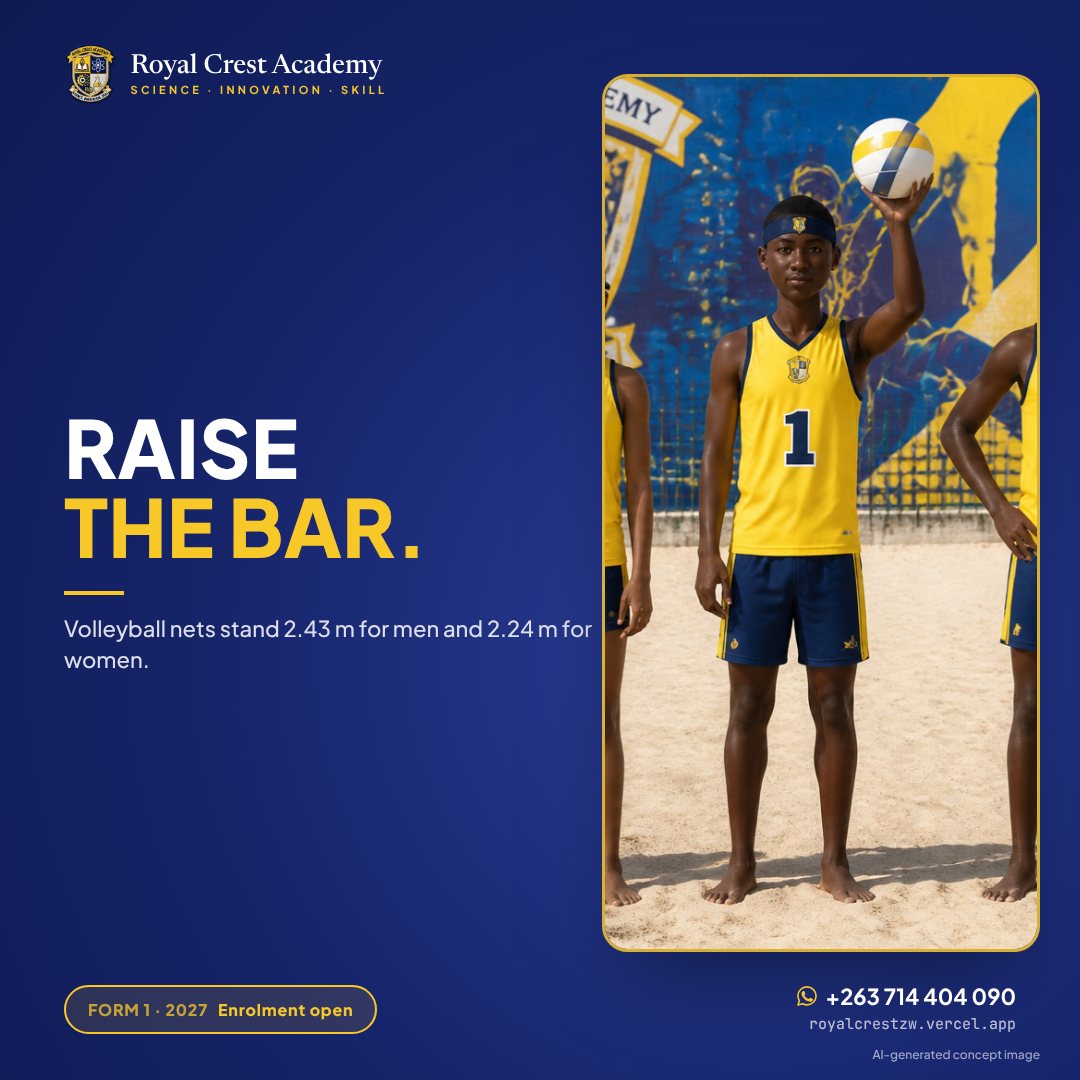 Royal Crest Academy
SCIENCE · INNOVATION · SKILL
EMY
1
RAISE
THE BAR.
Volleyball nets stand 2.43 m for men and 2.24 m for
women.
FORM 1 · 2027 Enrolment open
+263 714 404 090
royalcrestzw.vercel.app
AI-generated concept image